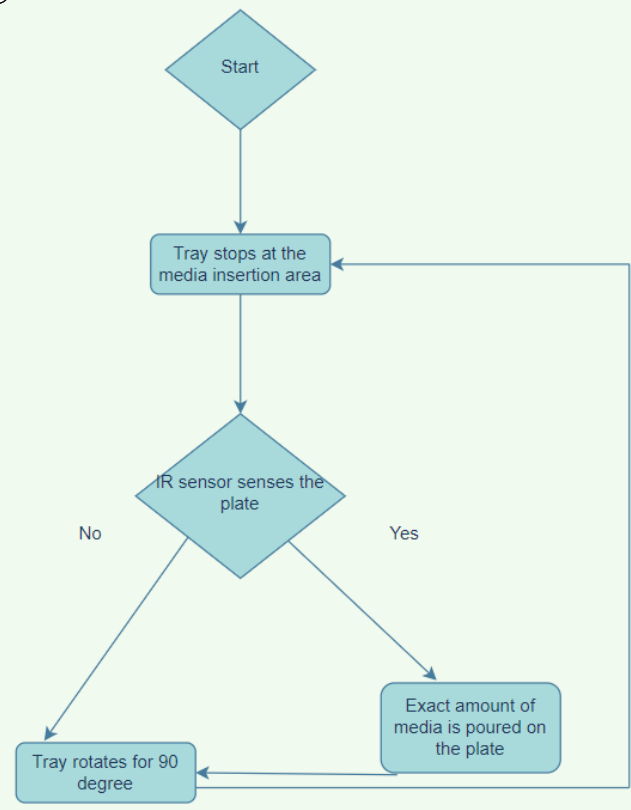 Start
Tray stops at the
media insertion area
IR sensor senses the
plate
No
Yes
Exact amount of
media is poured on
the plate
Tray rotates for 90
degree